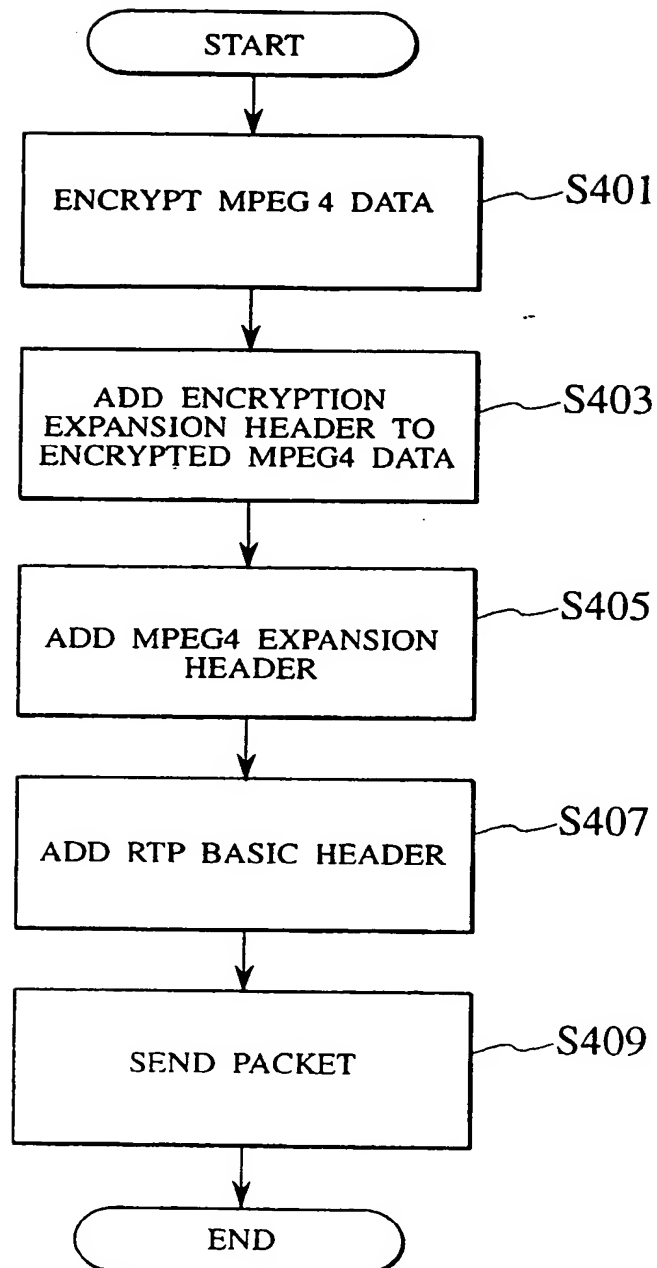 START
ENCRYPT MPEG 4 DATA
S401
ADD ENCRYPTION
EXPANSION HEADER TO
ENCRYPTED MPEG4 DATA
S403
ADD MPEG4 EXPANSION
HEADER
S405
ADD RTP BASIC HEADER
S407
SEND PACKET
S409
END